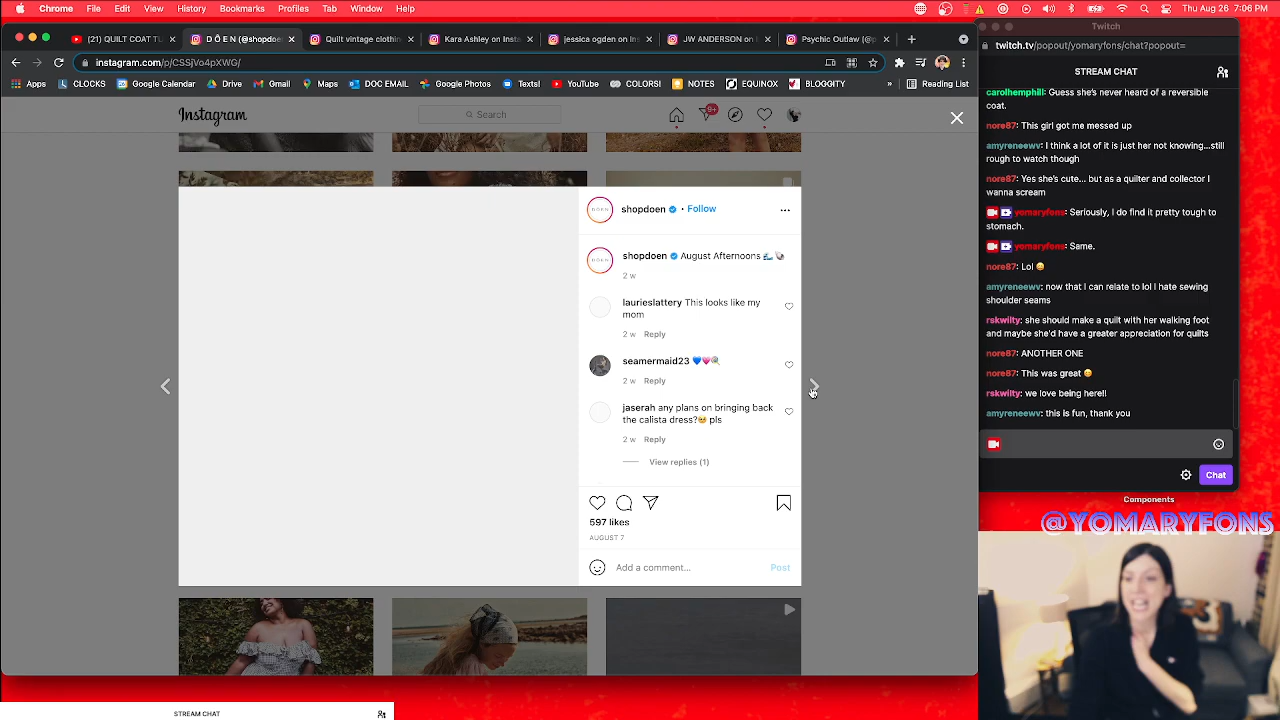 Chrome File Edit View History Bookmarks Profiles Tab Window Help
Thu Aug 26 7:06 PM
(21) QUILT COAT TU
D Ö E N (@shopdoe
Quilt vintage clothin
Kara Ashley on Insta
jessica ogden on Ins
JW ANDERSON on I
Psychic Outlaw (@p
instagram.com/p/CSSjVo4pXWG/
Apps CLOCKS Google Calendar Gmail Maps DOC EMAIL Google Photos Texts! YouTube COLORS! NOTES EQUINOX BLOGGTY Reading List
Instagram
Search
9+
shopdoen • Follow
DÔEN
shopdoen August Afternoons 🌊 🐚
2 w
laurieslattery This looks like my
mom
2 w Reply
seamermaid23 💙💗🍭
2 w Reply
jaserah any plans on bringing back
the calista dress?🥺 pls
2 w Reply
View replies (1)
597 likes
AUGUST 7
Add a comment... Post
Twitch
twitch.tv/popout/yomaryfons/chat?popout=
STREAM CHAT
carolhemphill: Guess she's never heard of a reversible
coat.
nore87: This girl got me messed up
amyreneewv: I think a lot of it is just her not knowing...still
rough to watch though
nore87: Yes she's cute... but as a quilter and collector I
wanna scream
yomaryfons: Seriously, I do find it pretty tough to
stomach.
yomaryfons: Same.
nore87: Lol 😄
amyreneewv: now that I can relate to lol I hate sewing
shoulder seams
rskwilty: she should make a quilt with her walking foot
and maybe she'd have a greater appreciation for quilts
nore87: ANOTHER ONE
nore87: This was great 😊
rskwilty: we love being here!!
amyreneewv: this is fun, thank you
Chat
Components
@YOMARYFONS
STREAM CHAT